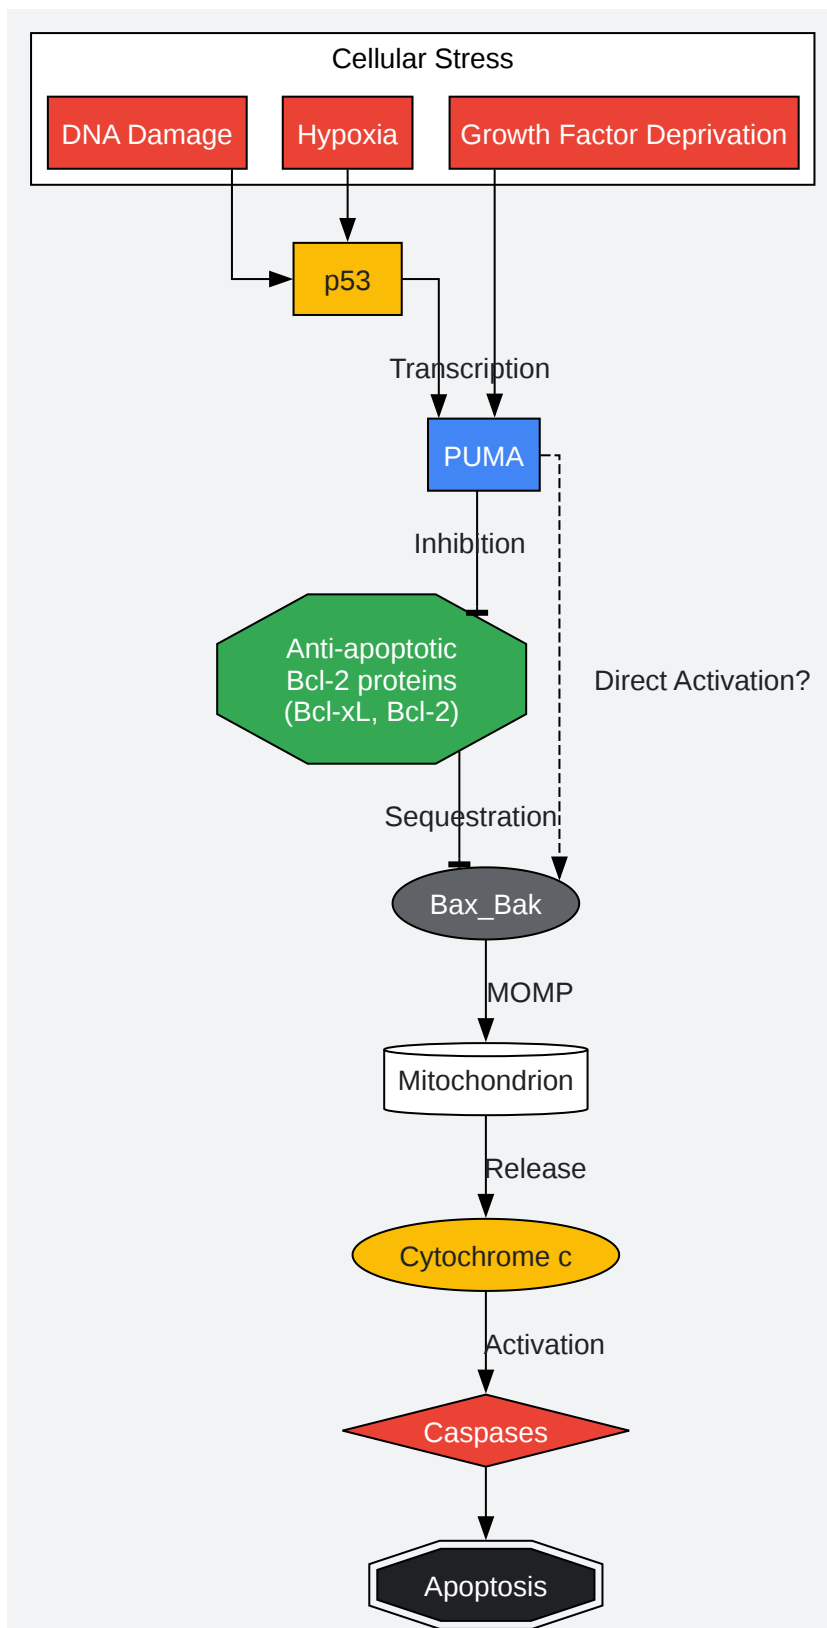 Cellular Stress
DNA Damage
Hypoxia
Growth Factor Deprivation
p53
Transcription
PUMA
Inhibition
Anti-apoptotic
Bcl-2 proteins
(Bcl-xL, Bcl-2)
Direct Activation?
Sequestration
Bax_Bak
MOMP
Mitochondrion
Release
Cytochrome c
Activation
Caspases
Apoptosis